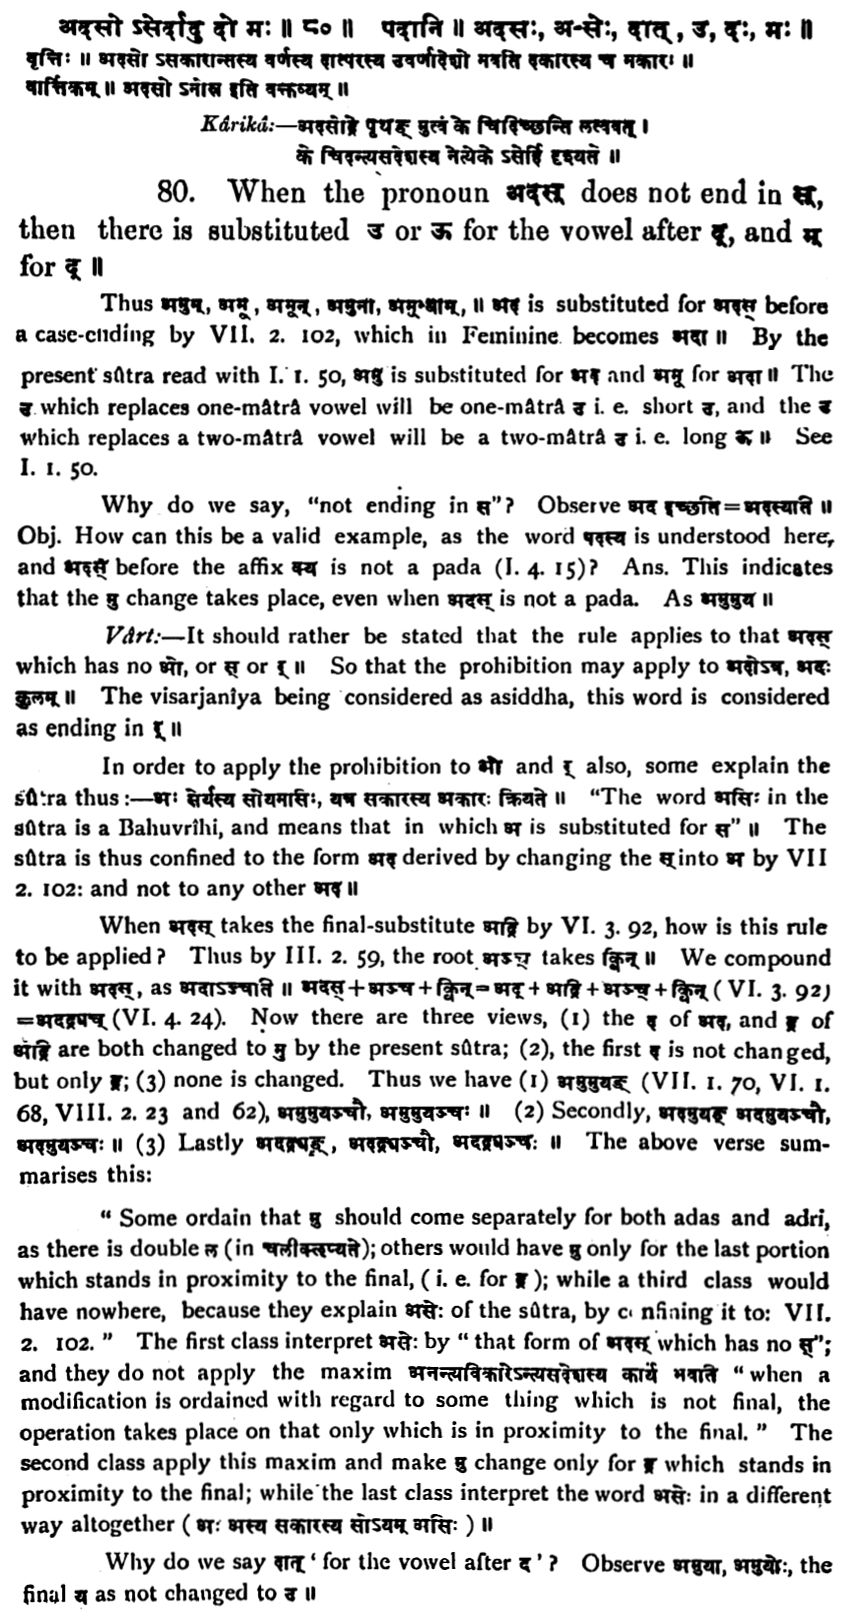 अदसो ऽसेर्दादु दो मः ॥ ८० ॥ पदानि ॥ अदसः, अ-सेः, दात्, उ, दः, मः ॥
वृत्तिः ॥ अदसो ऽसकारान्तस्य वर्णस्य दात्परस्य उवर्णादेशो भवति दकारस्य च मकारः ॥
वार्त्तिकम् ॥ अदसो ऽनोस्र इति वक्तव्यम् ॥
Kârikâ:—अदसोद्रेः पृथङ् मुत्वं के चिदिच्छन्ति लत्ववत् ।
के चिदन्त्यसदेशस्य नेत्येके ऽसेर्हि दृश्यते ॥
80. When the pronoun अदस् does not end in स्,
then there is substituted उ or ऊ for the vowel after द्, and म्
for द् ॥
Thus अमुम्, अमू, अमून्, अमुना, अमूभ्याम्, ॥ अद is substituted for अदस् before
a case-ending by VII. 2. 102, which in Feminine becomes अदा ॥ By the
present sûtra read with I. 1. 50, अमु is substituted for अद and अमू for अदा ॥ The
उ which replaces one-mâtrâ vowel will be one-mâtrâ उ i. e. short उ, and the उ
which replaces a two-mâtrâ vowel will be a two-mâtrâ उ i. e. long ऊ ॥ See
I. 1. 50.
Why do we say, "not ending in स"? Observe अद इच्छति=अदस्यति ॥
Obj. How can this be a valid example, as the word पदस्य is understood here,
and अदस् before the affix क्य is not a pada (I. 4. 15)? Ans. This indicates
that the मु change takes place, even when अदस् is not a pada. As अमुमुय ॥
Vârt:—It should rather be stated that the rule applies to that अदस्
which has no ओ, or स् or र् ॥ So that the prohibition may apply to अदोऽत्र, अदः
कुलम् ॥ The visarjanîya being considered as asiddha, this word is considered
as ending in र् ॥
In order to apply the prohibition to ओ and र् also, some explain the
sûtra thus :—अः सेर्यस्य सोयमासिः, यत्र सकारस्य अकारः क्रियते ॥ "The word असिः in the
sûtra is a Bahuvrîhi, and means that in which अ is substituted for स" ॥ The
sûtra is thus confined to the form अद derived by changing the स् into अ by VII
2. 102: and not to any other अद ॥
When अदस् takes the final-substitute अद्रि by VI. 3. 92, how is this rule
to be applied? Thus by III. 2. 59, the root अञ्च् takes क्विन् ॥ We compound
it with अदस्, as अदाऽञ्चति ॥ अदस्+अञ्च+क्विन्=अद्+अद्रि+अञ्च्+क्विन् ( VI. 3. 92)
=अदद्र्यच् (VI. 4. 24). Now there are three views, (1) the द् of अद, and द्र of
अद्रि are both changed to मु by the present sûtra; (2), the first द is not changed,
but only द्र; (3) none is changed. Thus we have (1) अमुमुयङ् (VII. 1. 70, VI. 1.
68, VIII. 2. 23 and 62), अमुमुयञ्चौ, अमुमुयञ्चः ॥ (2) Secondly, अदमुयङ् अदमुयञ्चौ,
अदमुयञ्चः ॥ (3) Lastly अदद्र्यङ्, अदद्र्यञ्चौ, अदद्र्यञ्चः ॥ The above verse sum-
marises this:
"Some ordain that मु should come separately for both adas and adri,
as there is double ल (in चलीक्लृप्यते); others would have मु only for the last portion
which stands in proximity to the final, ( i. e. for द्र ); while a third class would
have nowhere, because they explain असेः of the sûtra, by confining it to: VII.
2. 102." The first class interpret असेः by "that form of अदस् which has no स्";
and they do not apply the maxim अनन्त्यविकारेऽन्त्यसदेशस्य कार्यं भवति "when a
modification is ordained with regard to some thing which is not final, the
operation takes place on that only which is in proximity to the final." The
second class apply this maxim and make मु change only for द्र which stands in
proximity to the final; while the last class interpret the word असेः in a different
way altogether ( अः अस्य सकारस्य सोऽयम् असिः ) ॥
Why do we say दात् 'for the vowel after द'? Observe अमुया, अमुयोः, the
final य as not changed to उ ॥